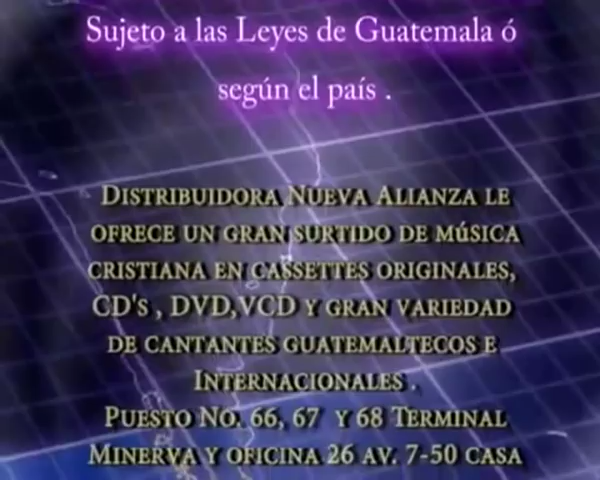 Sujeto a las Leyes de Guatemala ó
según el país .
Distribuidora Nueva Alianza le
ofrece un gran surtido de música
cristiana en cassettes originales,
CD's , DVD,VCD y gran variedad
de cantantes guatemaltecos e
Internacionales .
Puesto No. 66, 67 y 68 Terminal
Minerva y oficina 26 av. 7-50 casa